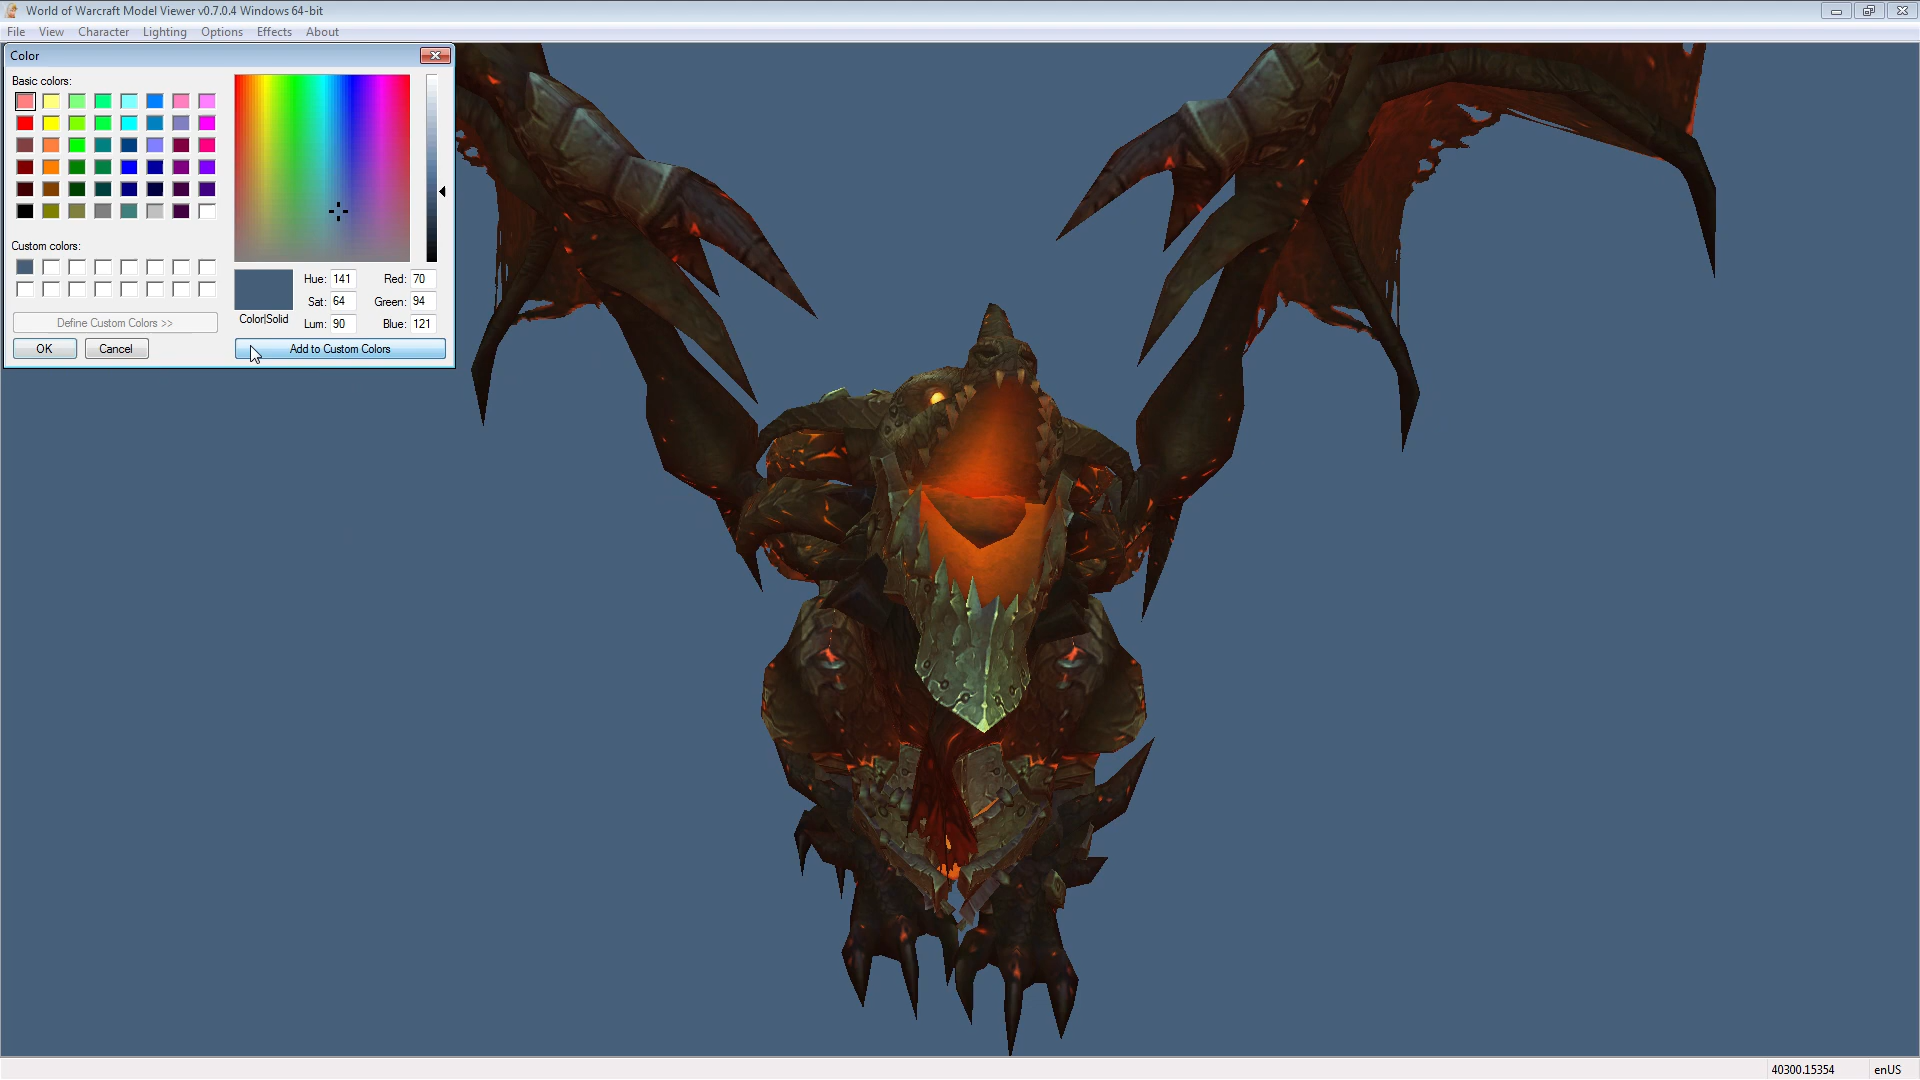 World of Warcraft Model Viewer v0.7.0.4 Windows 64-bit
File View Character Lighting Options Effects About
Color
Basic colors:
Custom colors:
Define Custom Colors >>
OK Cancel
Color|Solid
Hue: 141 Red: 70
Sat: 64 Green: 94
Lum: 90 Blue: 121
Add to Custom Colors
40300.15354 enUS